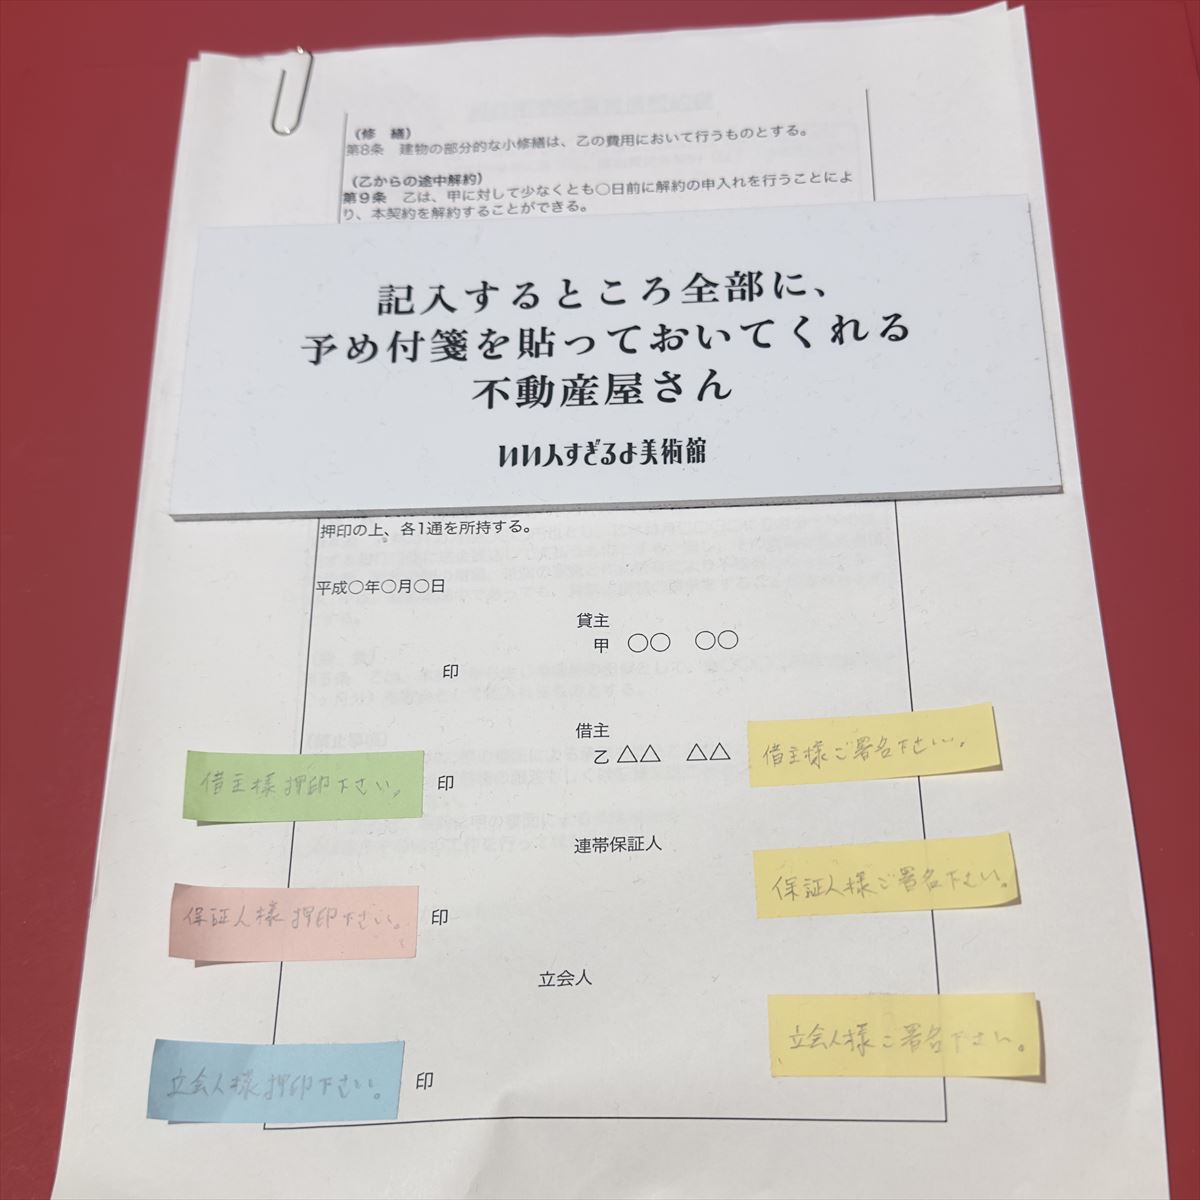 (修　繕)
第8条　建物の部分的な小修繕は、乙の費用において行うものとする。
(乙からの途中解約)
第9条　乙は、甲に対して少なくとも〇日前に解約の申入れを行うことによ
り、本契約を解約することができる。
記入するところ全部に、
予め付箋を貼っておいてくれる
不動産屋さん
いい人すぎるよ美術館
押印の上、各1通を所持する。
平成〇年〇月〇日
貸主
甲　〇〇　〇〇
印
借主
乙 △△　△△
借主様ご署名下さい。
借主様押印下さい。
印
連帯保証人
保証人様ご署名下さい。
保証人様押印下さい。
印
立会人
立会人様ご署名下さい。
立会人様押印下さい。
印